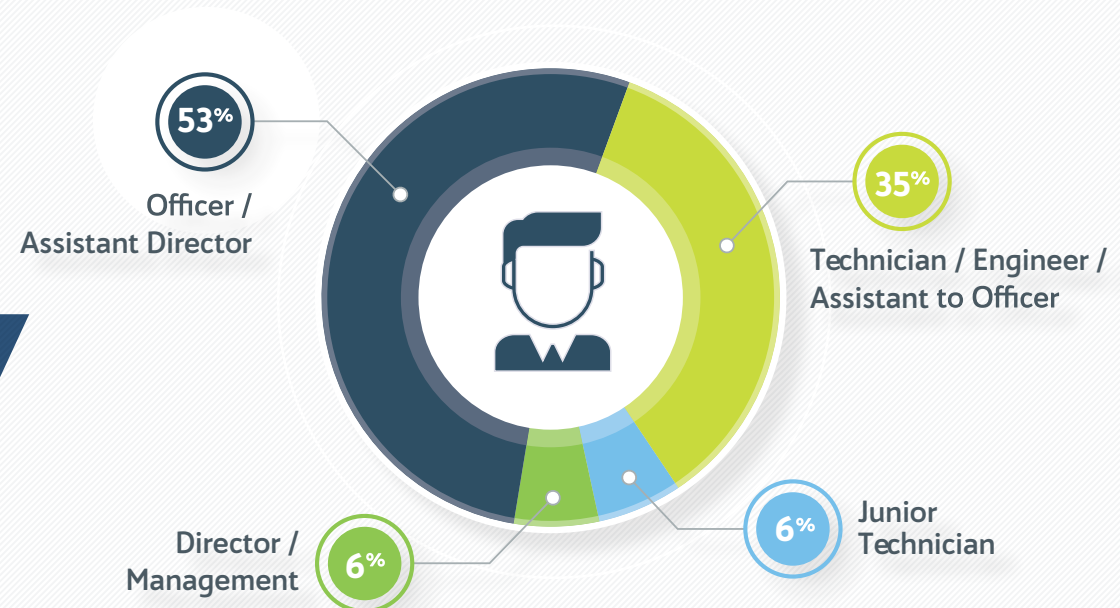 53%
Officer /
Assistant Director
35%
Technician / Engineer /
Assistant to Officer
6%
Junior
Technician
6%
Director /
Management